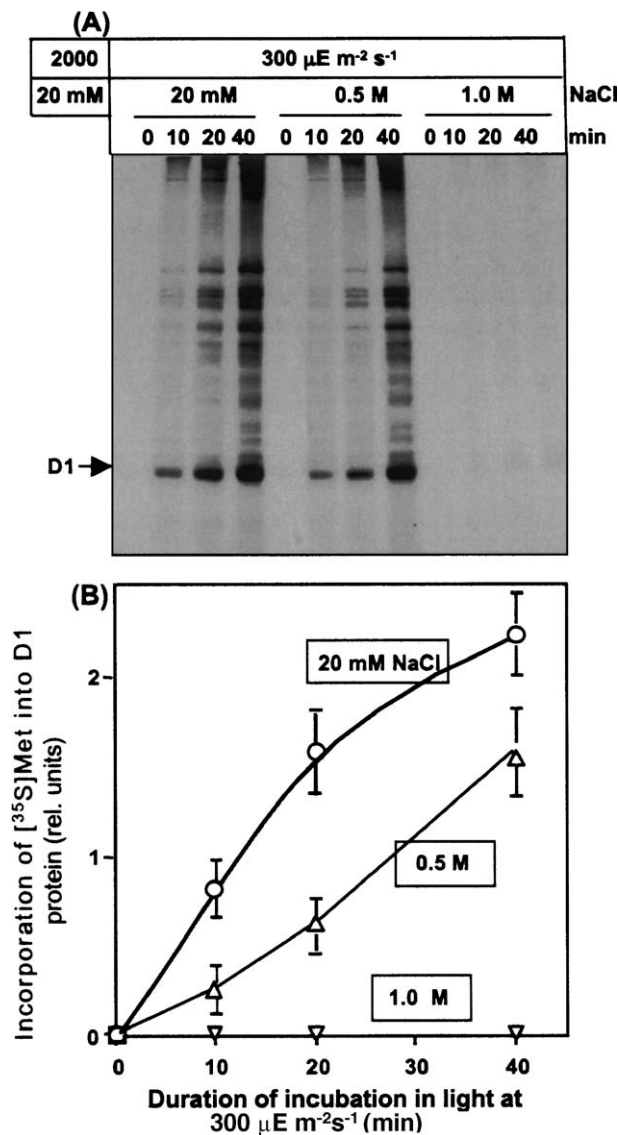 (A)
2000 300 μE m-2 s-1
20 mM 20 mM 0.5 M 1.0 M NaCl
0 10 20 40 0 10 20 40 0 10 20 40 min
D1
(B)
20 mM NaCl
0.5 M
1.0 M
2
1
0
Incorporation of [35S]Met into D1
protein (rel. units)
0 10 20 30 40
Duration of incubation in light at
300 μE m-2s-1 (min)